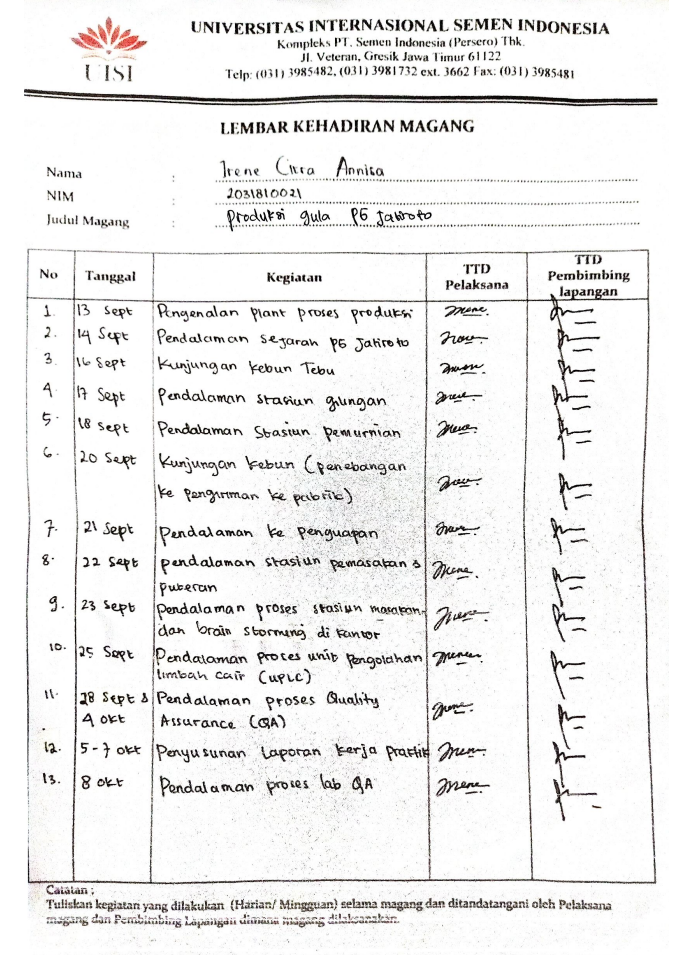 UNIVERSITAS INTERNASIONAL SEMEN INDONESIA
Kompleks PT. Semen Indonesia (Persero) Tbk.
Jl. Veteran, Gresik Jawa Timur 61122
Telp: (031) 3985482, (031) 3981732 ext. 3662 Fax: (031) 3985481
UISI
LEMBAR KEHADIRAN MAGANG
Nama : Irene Citra Annisa
NIM : 2031810021
Judul Magang : Produksi gula PG Jatiroto
No Tanggal Kegiatan TTD Pelaksana TTD Pembimbing lapangan
1. 13 Sept Pengenalan plant proses produksi
2. 14 Sept Pendalaman sejarah PG Jatiroto
3. 16 Sept Kunjungan kebun Tebu
4. 17 Sept Pendalaman stasiun gilingan
5. 18 Sept Pendalaman Stasiun pemurnian
6. 20 Sept Kunjungan kebun (penebangan
ke pengiriman ke pabrik)
7. 21 Sept Pendalaman ke penguapan
8. 22 Sept pendalaman stasiun pemasakan &
puteran
9. 23 Sept pendalaman proses stasiun masakan
dan brain storming di kantor
10. 25 Sept Pendalaman proses unit pengolahan
limbah cair (UPLC)
11. 28 Sept & Pendalaman proses Quality
4 okt Assurance (QA)
12. 5-7 okt Penyusunan Laporan kerja praktik
13. 8 okt Pendalaman proses lab QA
Catatan :
Tuliskan kegiatan yang dilakukan (Harian/ Mingguan) selama magang dan ditandatangani oleh Pelaksana
magang dan Pembimbing Lapangan dimana magang dilaksanakan.